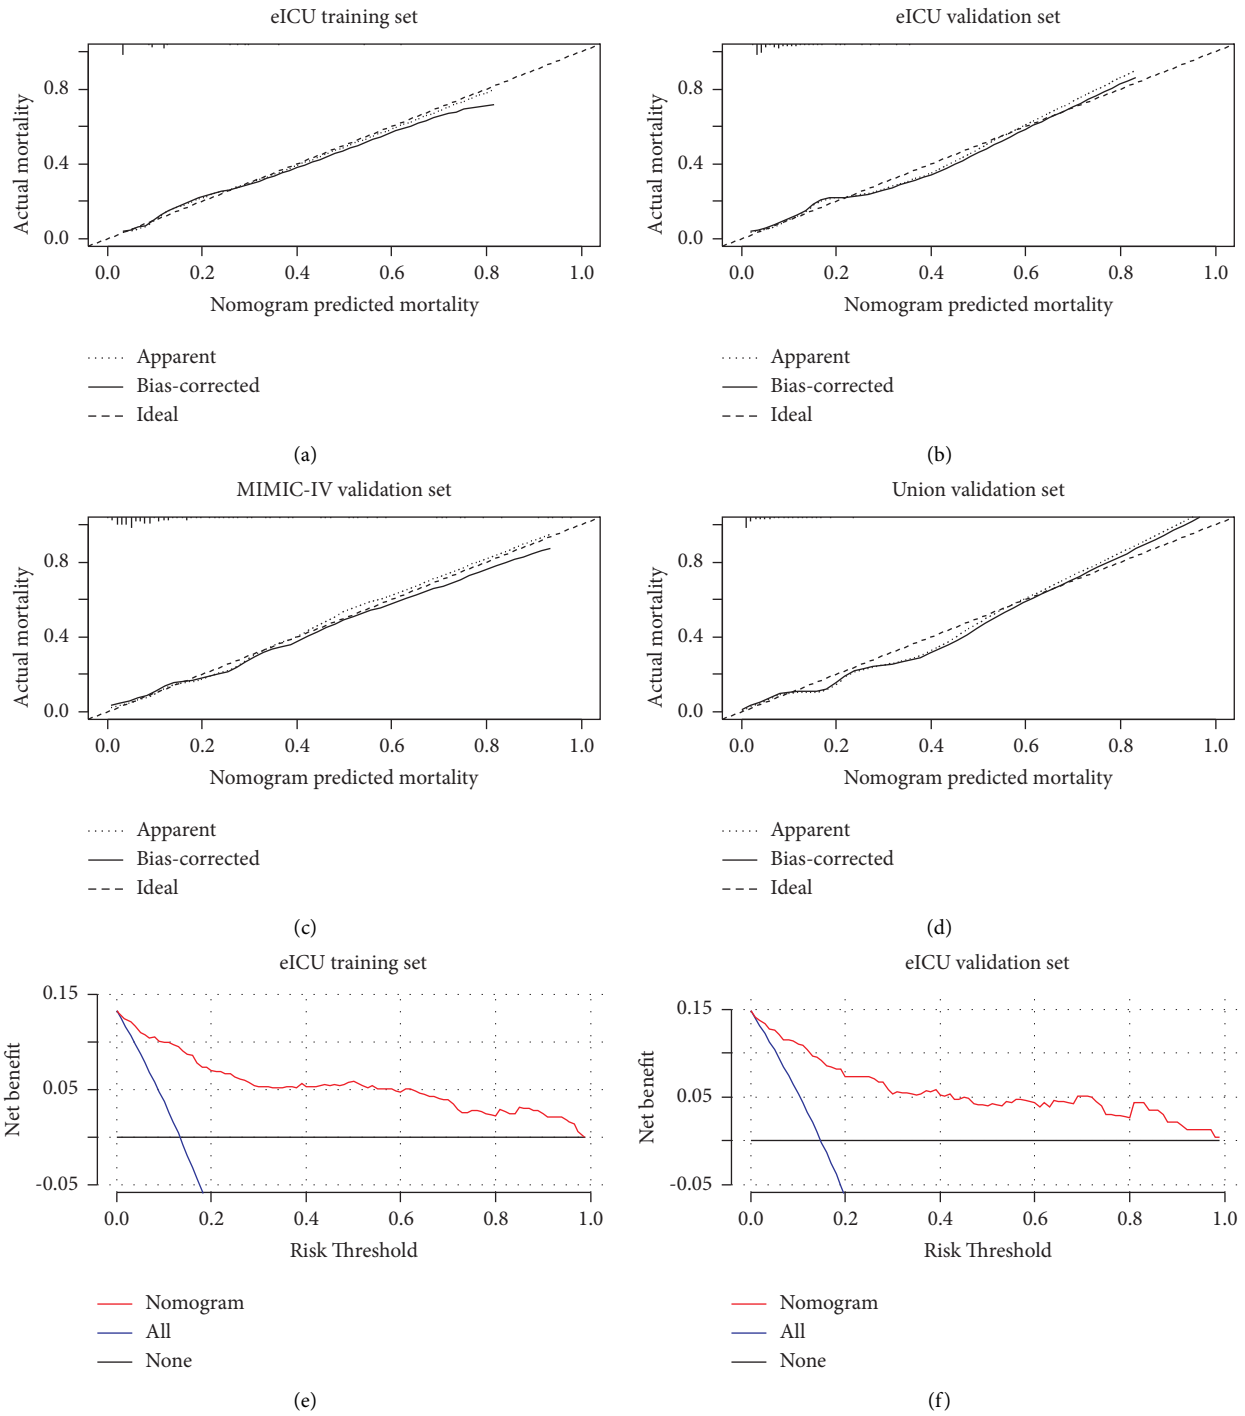 eICU training set
Actual mortality
0.8
0.4
0.0
0.0 0.2 0.4 0.6 0.8 1.0
Nomogram predicted mortality
Apparent
Bias-corrected
Ideal
(a)
eICU validation set
Actual mortality
0.8
0.4
0.0
0.0 0.2 0.4 0.6 0.8 1.0
Nomogram predicted mortality
Apparent
Bias-corrected
Ideal
(b)
MIMIC-IV validation set
Actual mortality
0.8
0.4
0.0
0.0 0.2 0.4 0.6 0.8 1.0
Nomogram predicted mortality
Apparent
Bias-corrected
Ideal
(c)
Union validation set
Actual mortality
0.8
0.4
0.0
0.0 0.2 0.4 0.6 0.8 1.0
Nomogram predicted mortality
Apparent
Bias-corrected
Ideal
(d)
eICU training set
Net benefit
0.15
0.05
-0.05
0.0 0.2 0.4 0.6 0.8 1.0
Risk Threshold
Nomogram
All
None
(e)
eICU validation set
Net benefit
0.15
0.05
-0.05
0.0 0.2 0.4 0.6 0.8 1.0
Risk Threshold
Nomogram
All
None
(f)